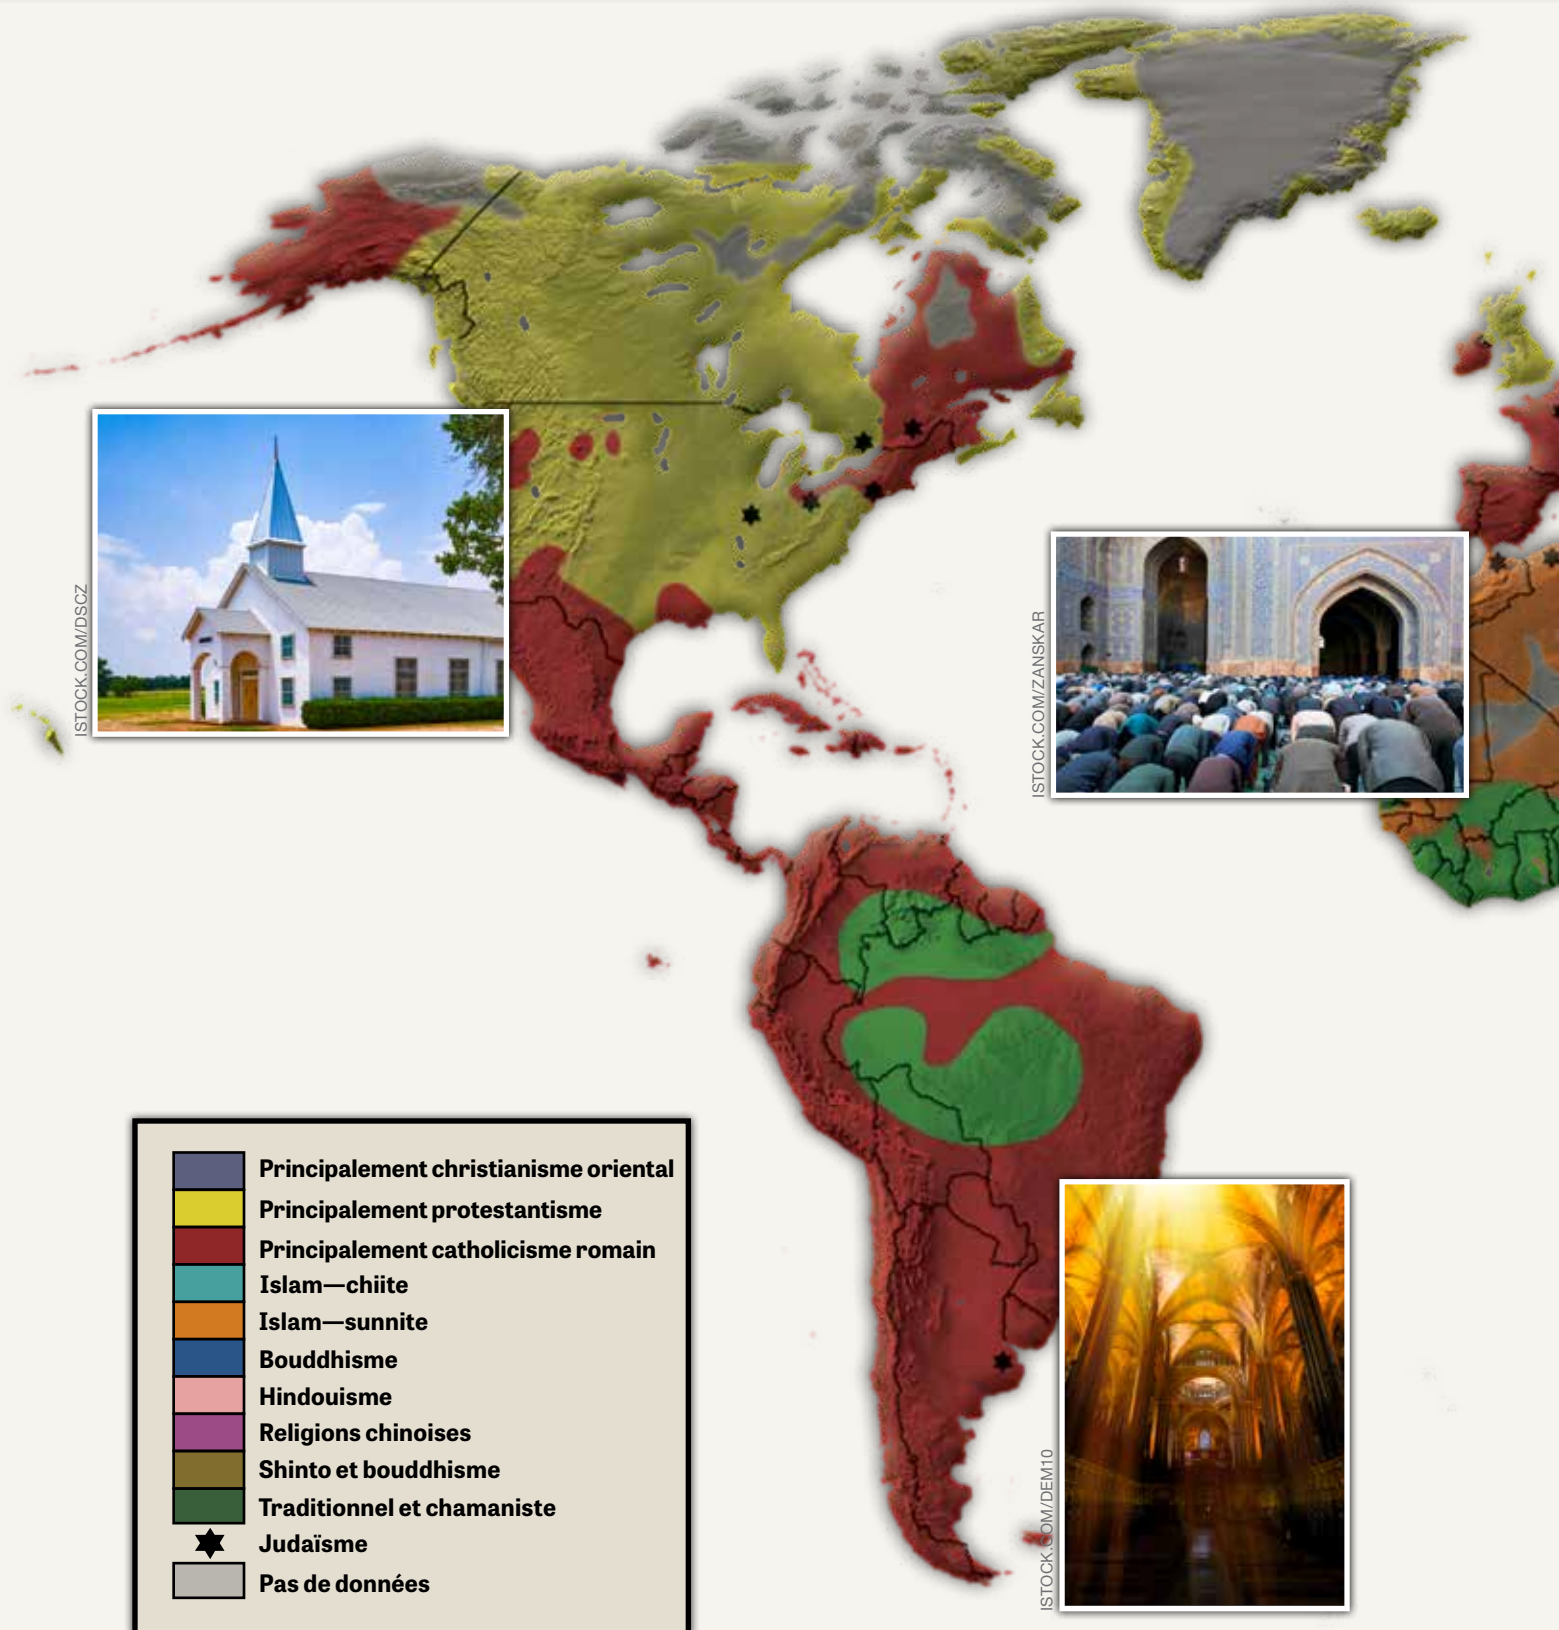 ISTOCK.COM/DSCZ
ISTOCK.COM/ZANSKAR
Principalement christianisme oriental
Principalement protestantisme
Principalement catholicisme romain
Islam—chiite
Islam—sunnite
Bouddhisme
Hindouisme
Religions chinoises
Shinto et bouddhisme
Traditionnel et chamaniste
Judaïsme
Pas de données
ISTOCK.COM/DEM10